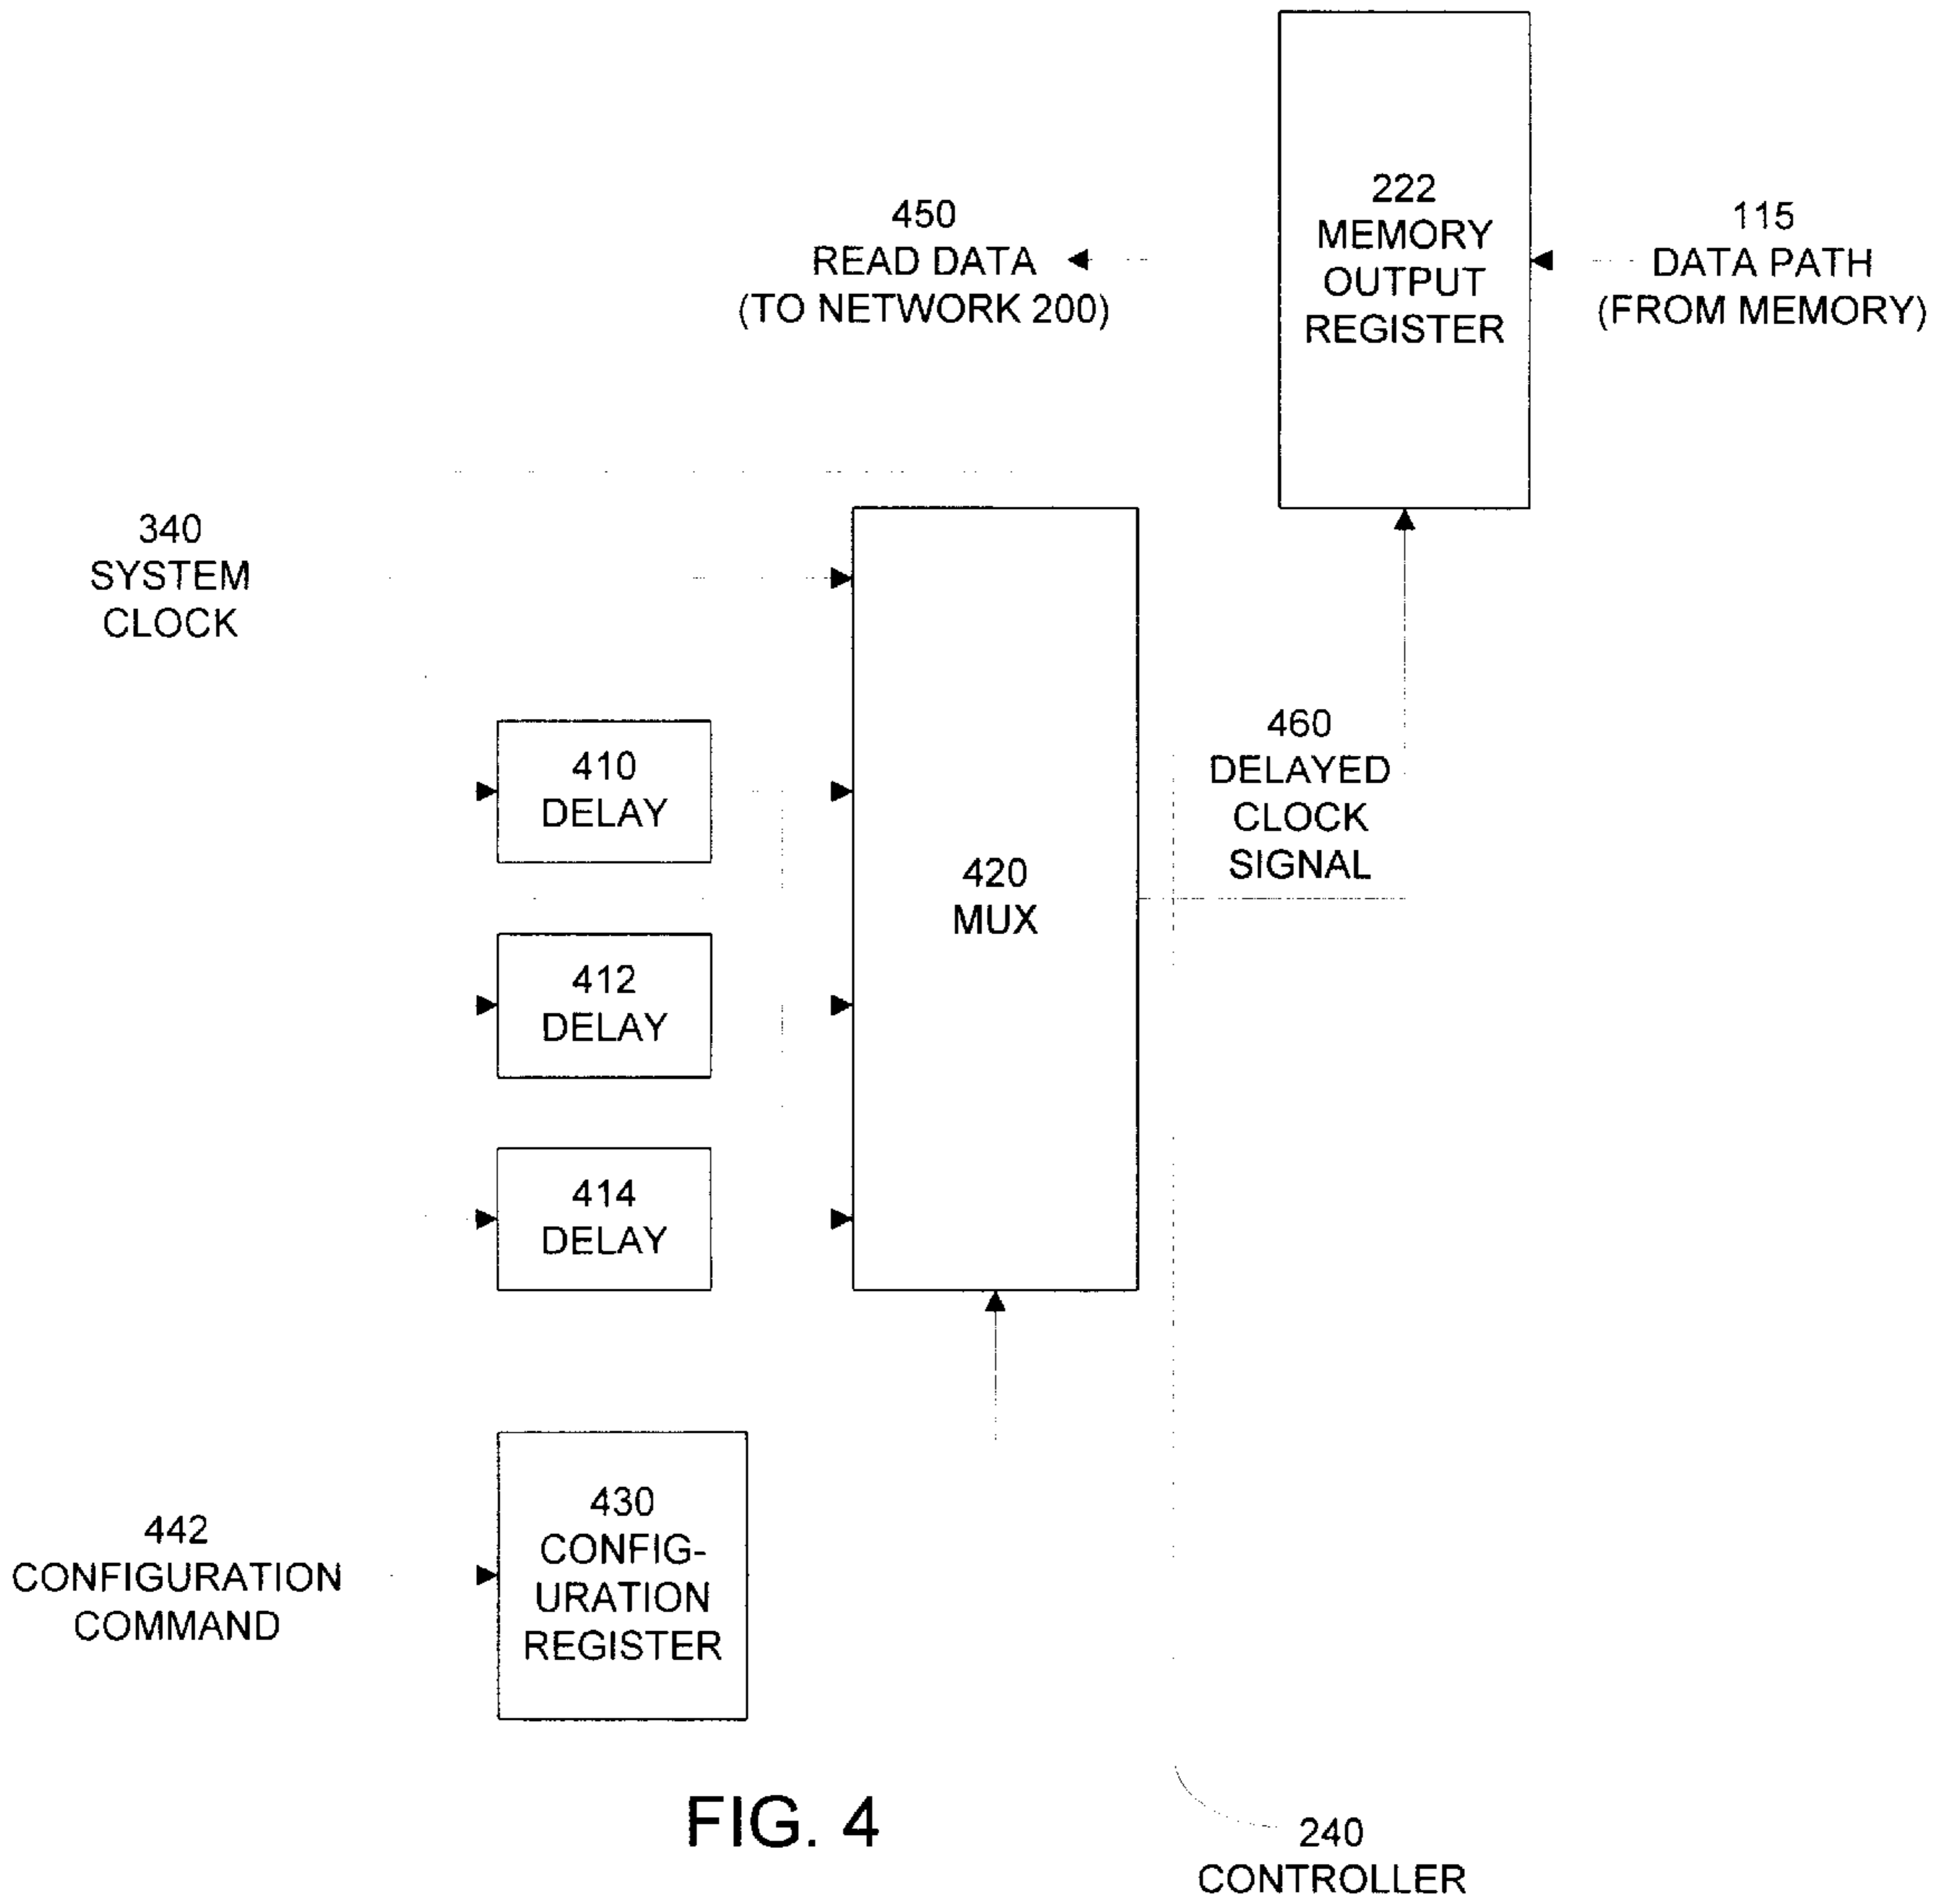 222
MEMORY
OUTPUT
REGISTER
450
READ DATA
(TO NETWORK 200)
115
DATA PATH
(FROM MEMORY)
340
SYSTEM
CLOCK
410
DELAY
460
DELAYED
CLOCK
SIGNAL
420
MUX
412
DELAY
414
DELAY
430
CONFIG-
URATION
REGISTER
442
CONFIGURATION
COMMAND
FIG. 4
240
CONTROLLER